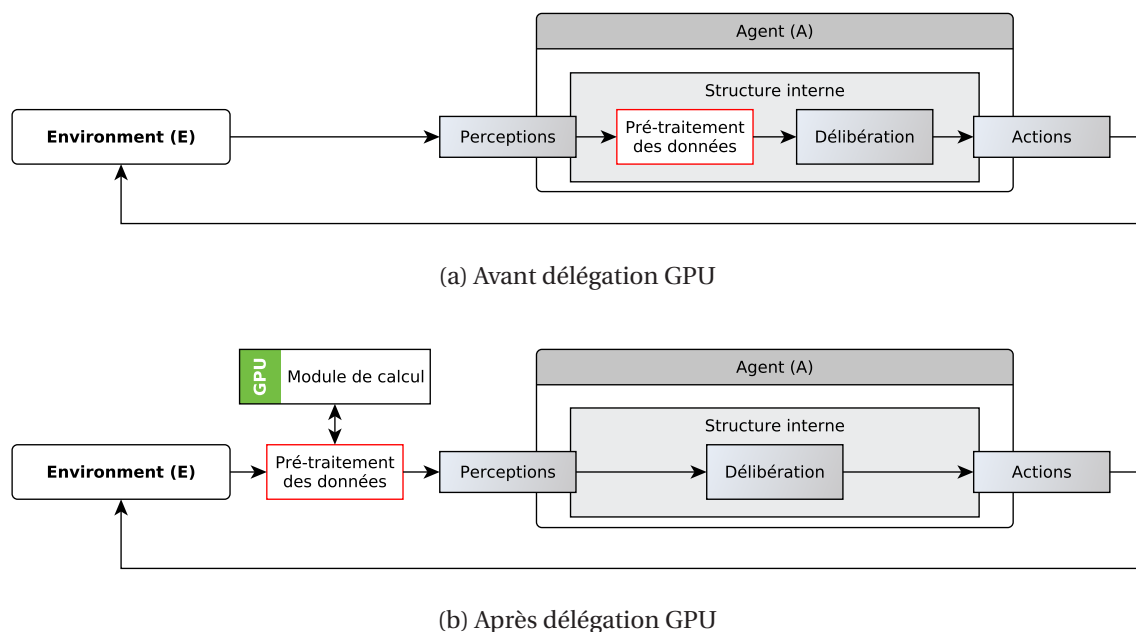 Agent (A)
Structure interne
Environment (E)
Perceptions
Pré-traitement
des données
Délibération
Actions
(a) Avant délégation GPU
GPU
Module de calcul
Agent (A)
Structure interne
Environment (E)
Pré-traitement
des données
Perceptions
Délibération
Actions
(b) Après délégation GPU